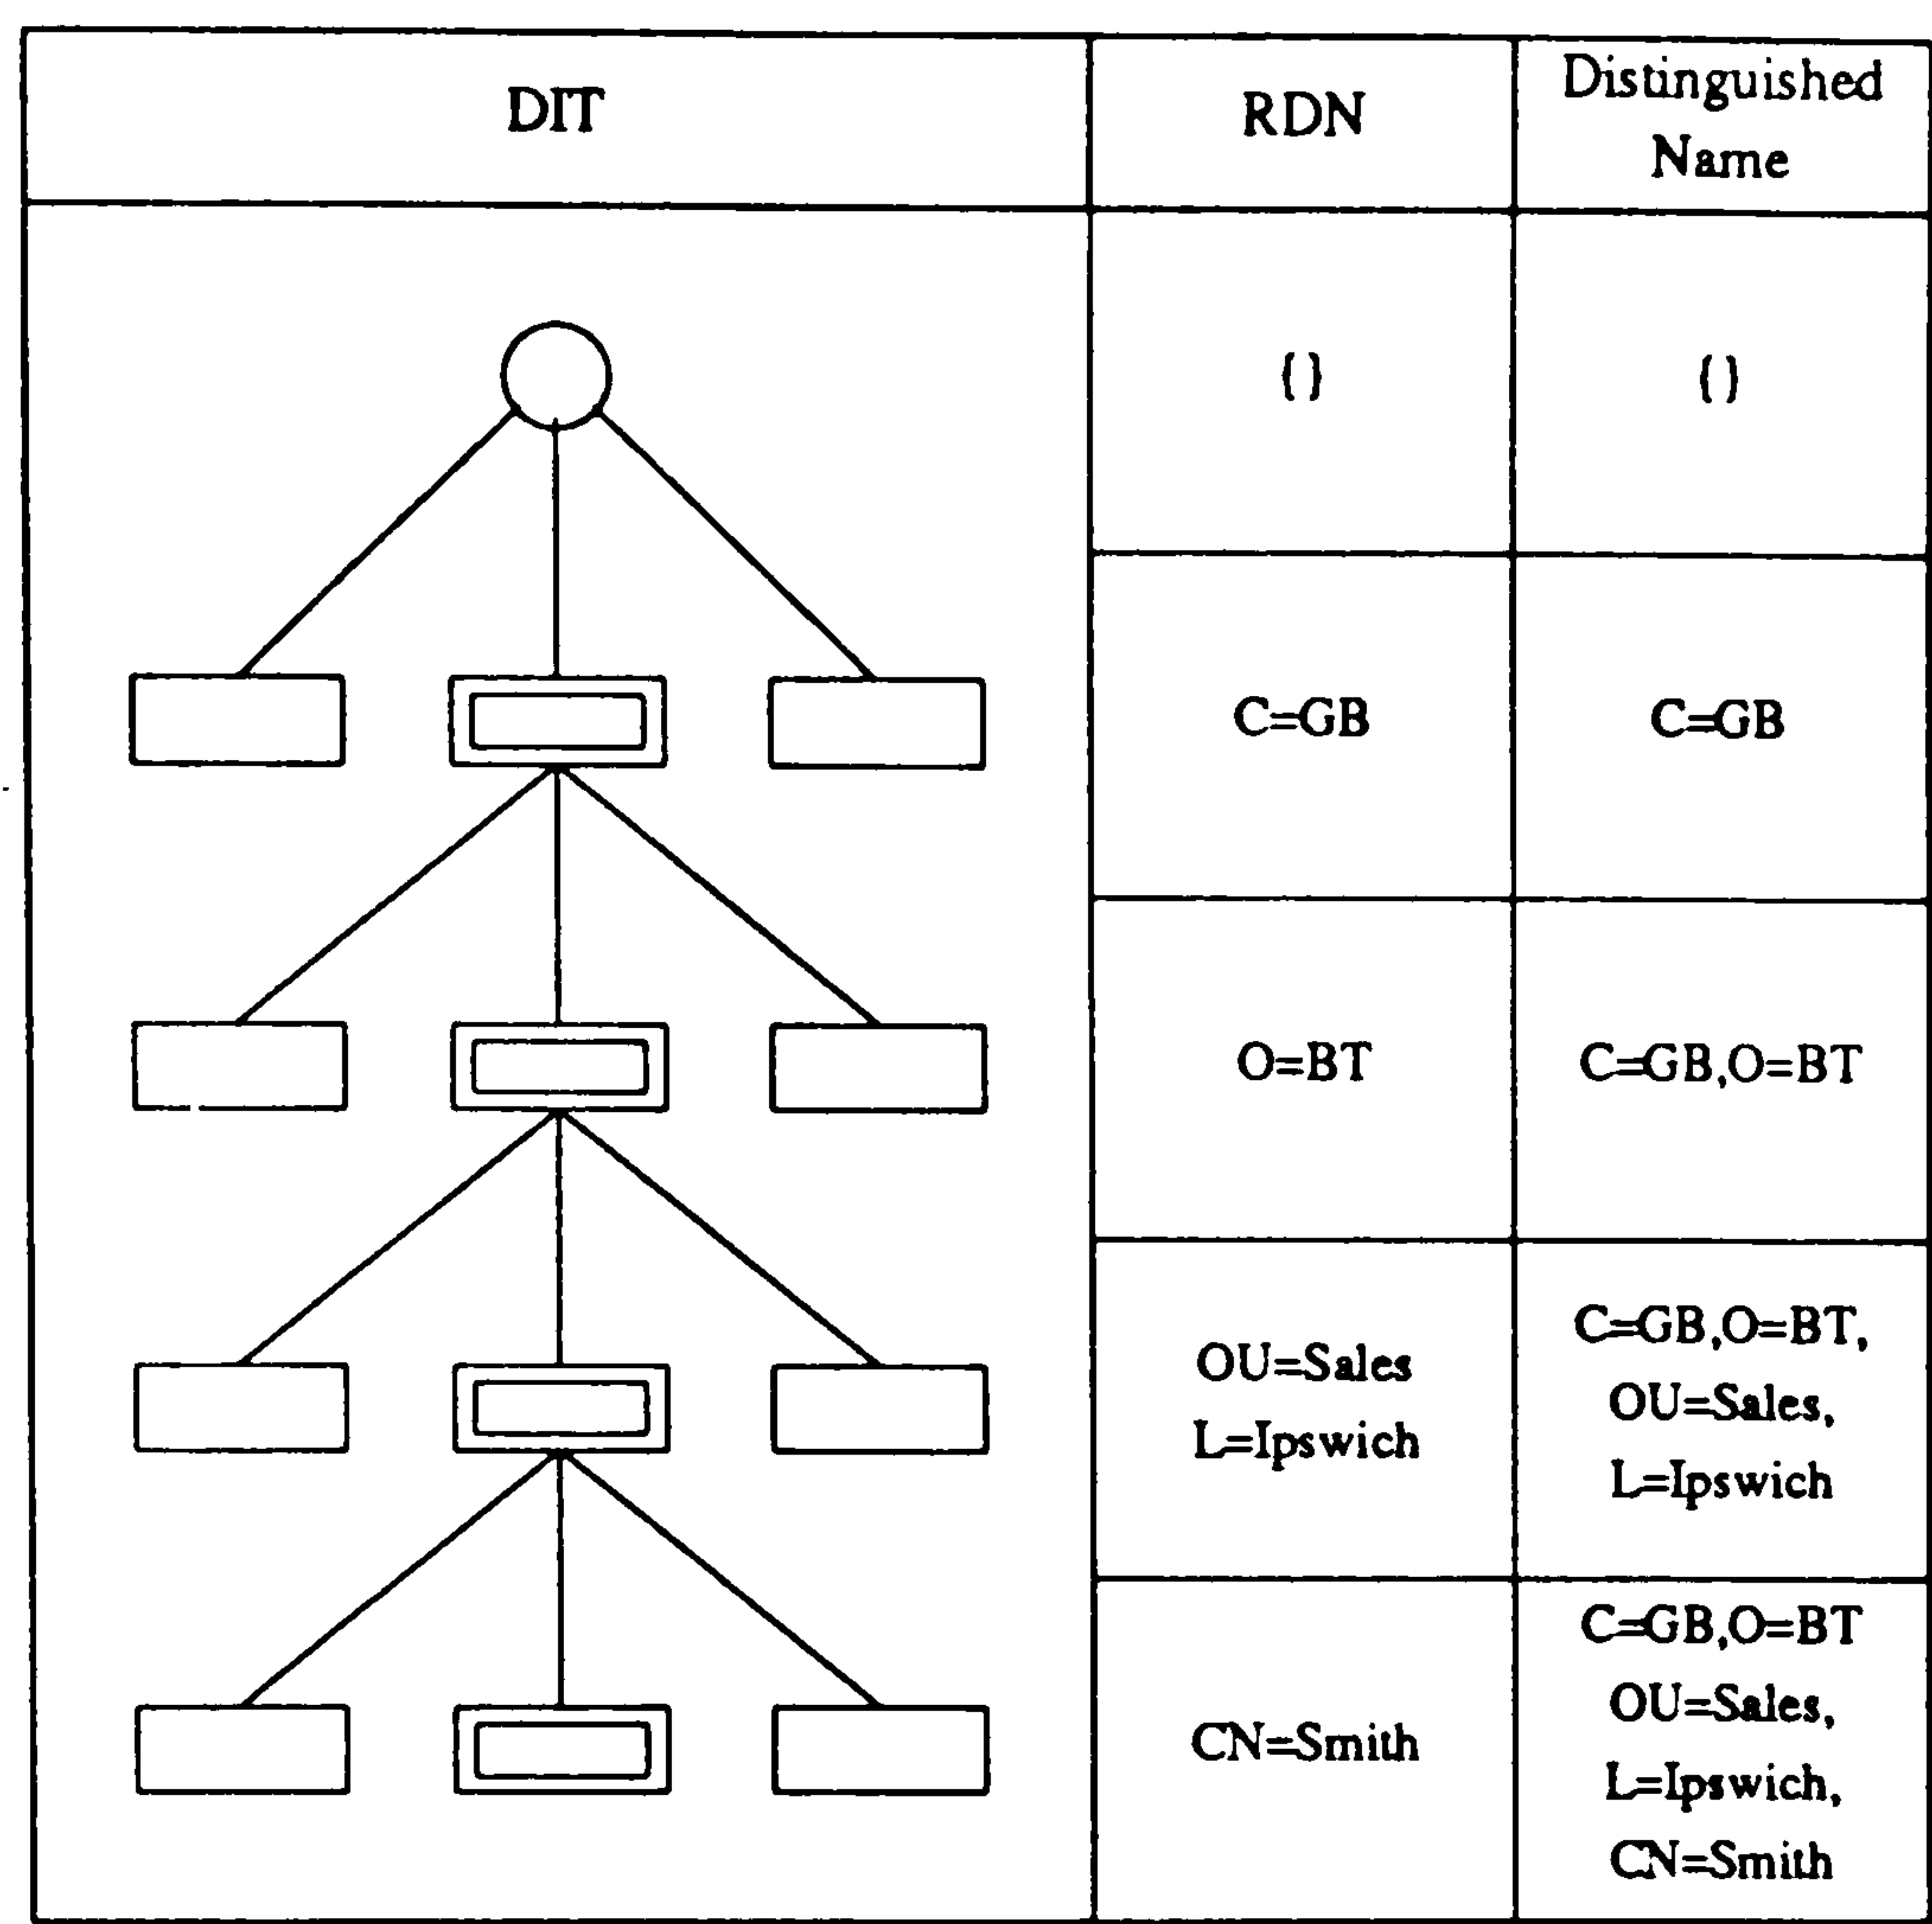 DIT
RDN
Distinguished
Name
{}
{}
C=GB
C=GB
O=BT
C=GB,O=BT
OU=Sales
L=Ipswich
C=GB,O=BT,
OU=Sales,
L=Ipswich
CN=Smith
C=GB,O=BT
OU=Sales,
L=Ipswich,
CN=Smith